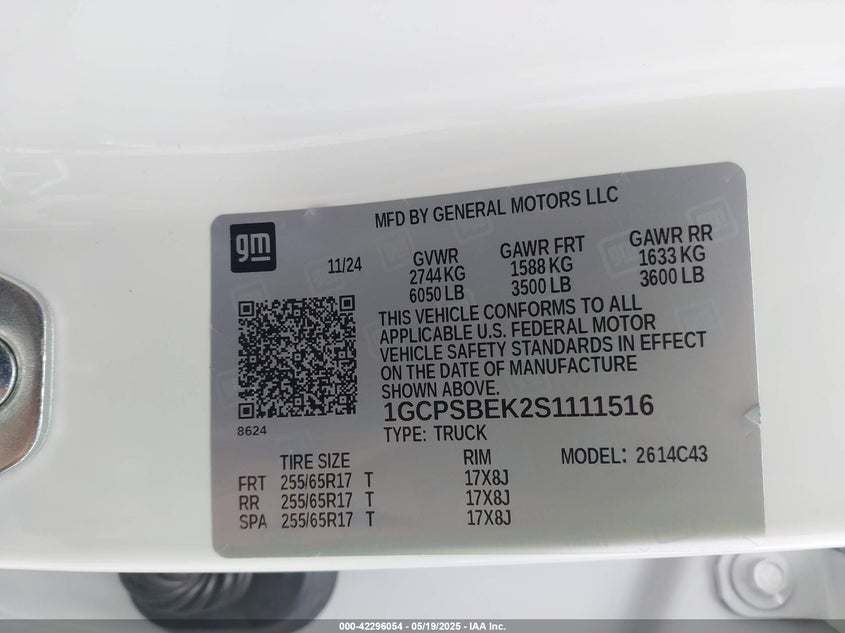 MFD BY GENERAL MOTORS LLC
gm
11/24
GVWR GAWR FRT GAWR RR
2744 KG 1588 KG 1633 KG
6050 LB 3500 LB 3600 LB
THIS VEHICLE CONFORMS TO ALL
APPLICABLE U.S. FEDERAL MOTOR
VEHICLE SAFETY STANDARDS IN EFFECT
ON THE DATE OF MANUFACTURE
SHOWN ABOVE.
1GCPSBEK2S1111516
8624
TYPE: TRUCK
TIRE SIZE RIM MODEL: 2614C43
FRT 255/65R17 T 17X8J
RR 255/65R17 T 17X8J
SPA 255/65R17 T 17X8J
000-42296054 - 05/19/2025 - IAA Inc.